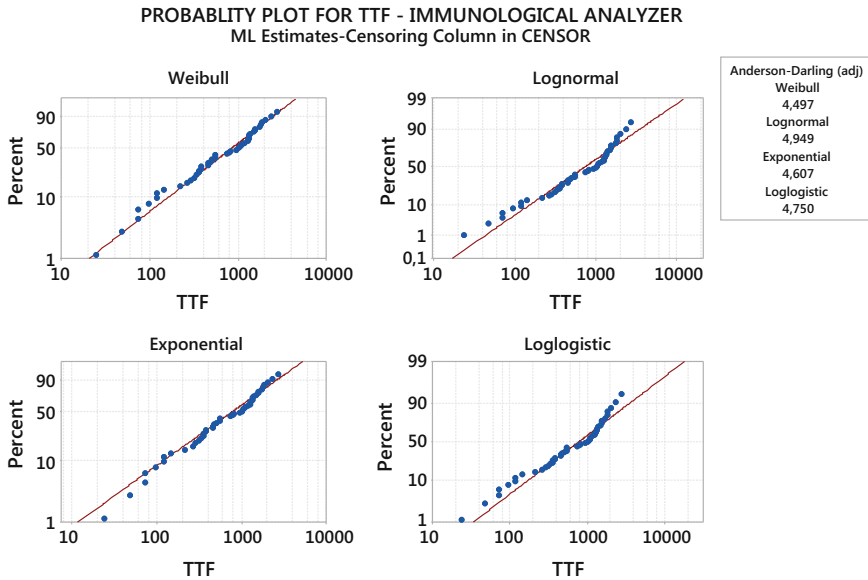 PROBABLITY PLOT FOR TTF - IMMUNOLOGICAL ANALYZER
ML Estimates-Censoring Column in CENSOR
Weibull
Percent
90
50
10
1
10 100 1000 10000
TTF
Lognormal
Percent
99
90
50
10
1
0,1
10 100 1000 10000
TTF
Anderson-Darling (adj)
Weibull
4,497
Lognormal
4,949
Exponential
4,607
Loglogistic
4,750
Exponential
Percent
90
50
10
1
10 100 1000 10000
TTF
Loglogistic
Percent
99
90
50
10
1
10 100 1000 10000
TTF